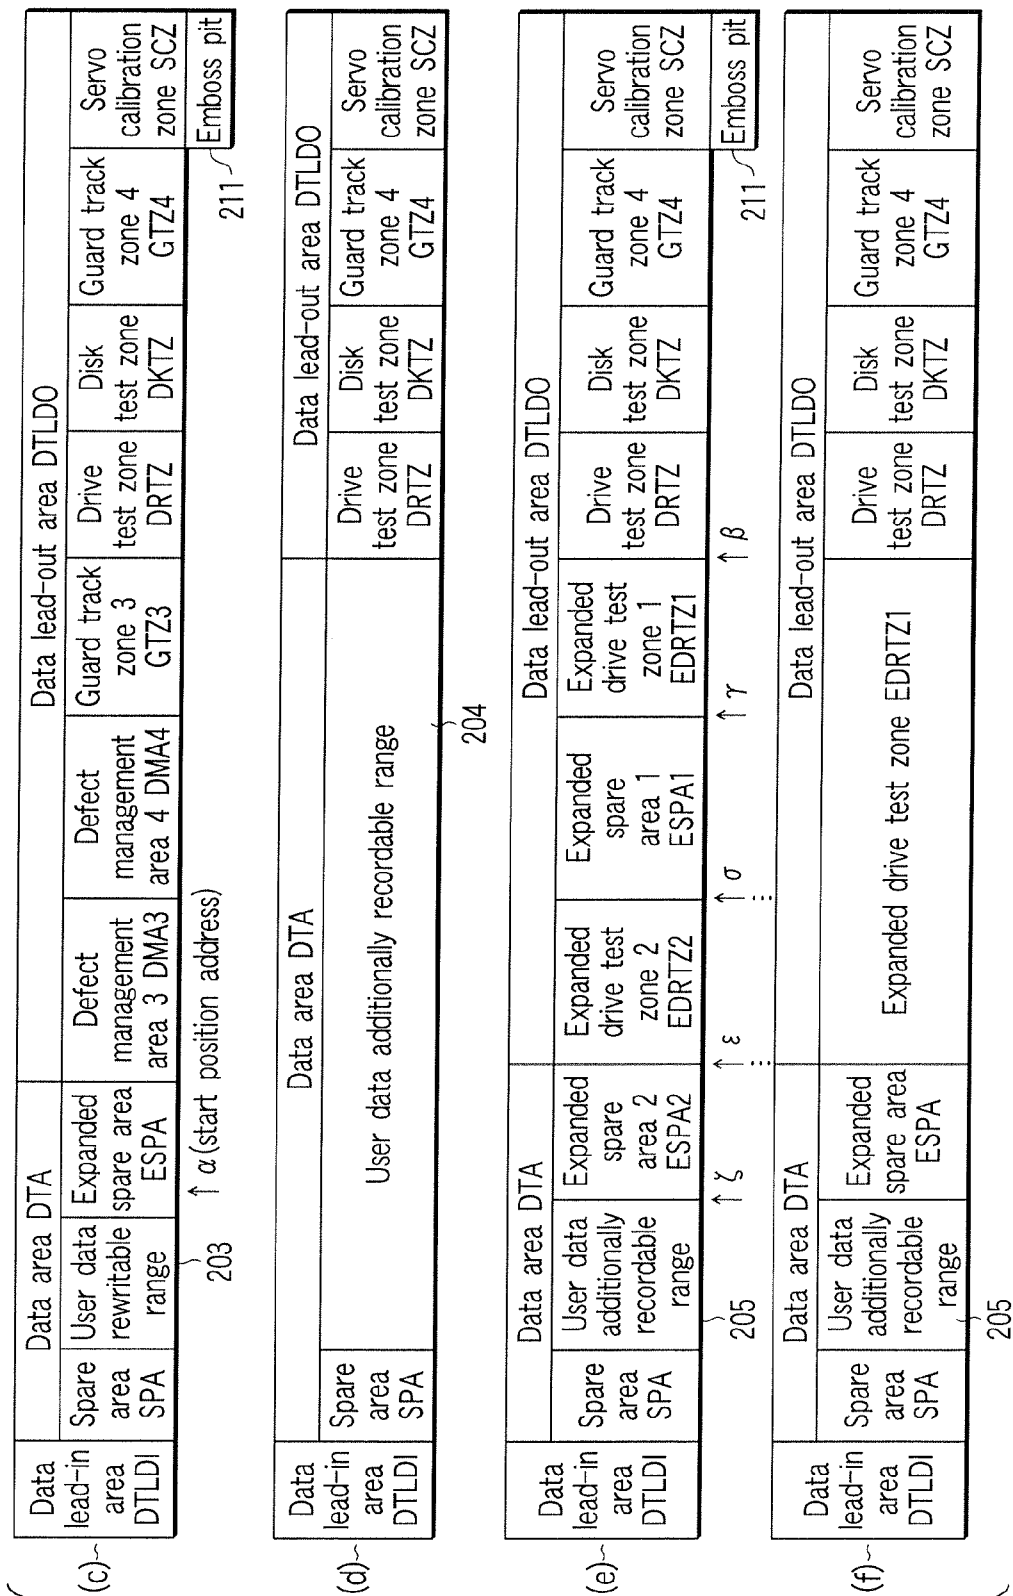 (c)
Data
lead-in
area
DTLDI
Data area DTA
Spare
area
SPA
User data
rewritable
range
Expanded
spare area
ESPA
Data lead-out area DTLDO
Defect
management
area 3 DMA3
Defect
management
area 4 DMA4
Guard track
zone 3
GTZ3
Drive
test zone
DRTZ
Disk
test zone
DKTZ
Guard track
zone 4
GTZ4
Servo
calibration
zone SCZ
Emboss pit
203
↑ α(start position address)
211
(d)
Data
lead-in
area
DTLDI
Data area DTA
Spare
area
SPA
User data additionally recordable range
Data lead-out area DTLDO
Drive
test zone
DRTZ
Disk
test zone
DKTZ
Guard track
zone 4
GTZ4
Servo
calibration
zone SCZ
204
(e)
Data
lead-in
area
DTLDI
Data area DTA
Spare
area
SPA
User data
additionally
recordable
range
Expanded
spare
area 2
ESPA2
Data lead-out area DTLDO
Expanded
drive test
zone 2
EDRTZ2
Expanded
spare
area 1
ESPA1
Expanded
drive test
zone 1
EDRTZ1
Drive
test zone
DRTZ
Disk
test zone
DKTZ
Guard track
zone 4
GTZ4
Servo
calibration
zone SCZ
Emboss pit
205
↑ ζ
↑ ε
↑ σ
↑ γ
↑ β
211
(f)
Data
lead-in
area
DTLDI
Data area DTA
Spare
area
SPA
User data
additionally
recordable
range
Expanded
spare area
ESPA
Data lead-out area DTLDO
Expanded drive test zone EDRTZ1
Drive
test zone
DRTZ
Disk
test zone
DKTZ
Guard track
zone 4
GTZ4
Servo
calibration
zone SCZ
205